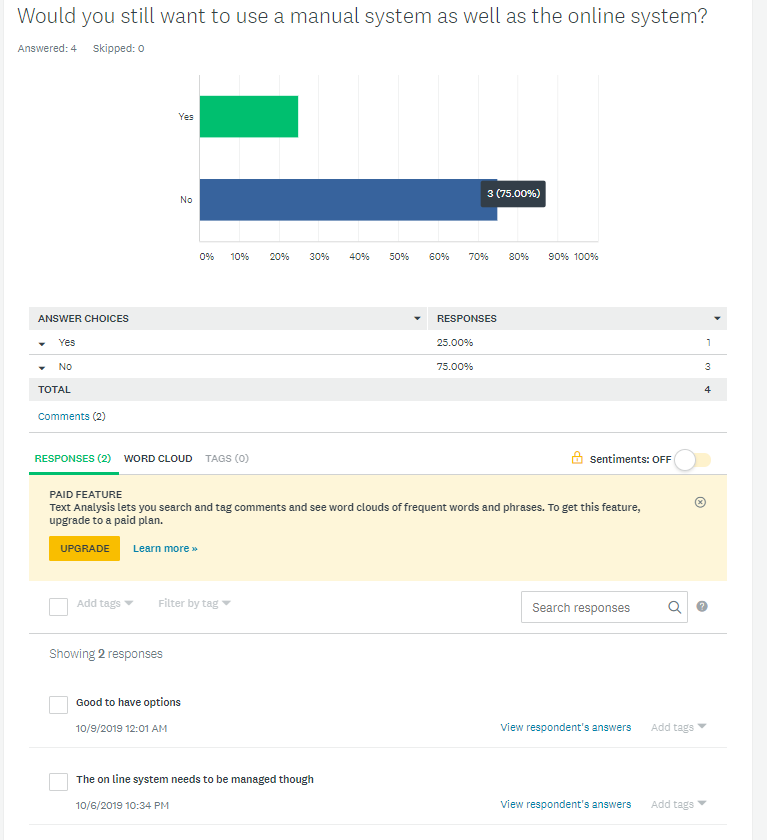 Would you still want to use a manual system as well as the online system?
Answered: 4 Skipped: 0
Yes
No
3 (75.00%)
0% 10% 20% 30% 40% 50% 60% 70% 80% 90% 100%
ANSWER CHOICES RESPONSES
Yes 25.00% 1
No 75.00% 3
TOTAL 4
Comments (2)
RESPONSES (2) WORD CLOUD TAGS (0) Sentiments: OFF
PAID FEATURE
Text Analysis lets you search and tag comments and see word clouds of frequent words and phrases. To get this feature,
upgrade to a paid plan.
UPGRADE Learn more »
Add tags Filter by tag Search responses ?
Showing 2 responses
Good to have options
10/9/2019 12:01 AM View respondent's answers Add tags
The on line system needs to be managed though
10/6/2019 10:34 PM View respondent's answers Add tags